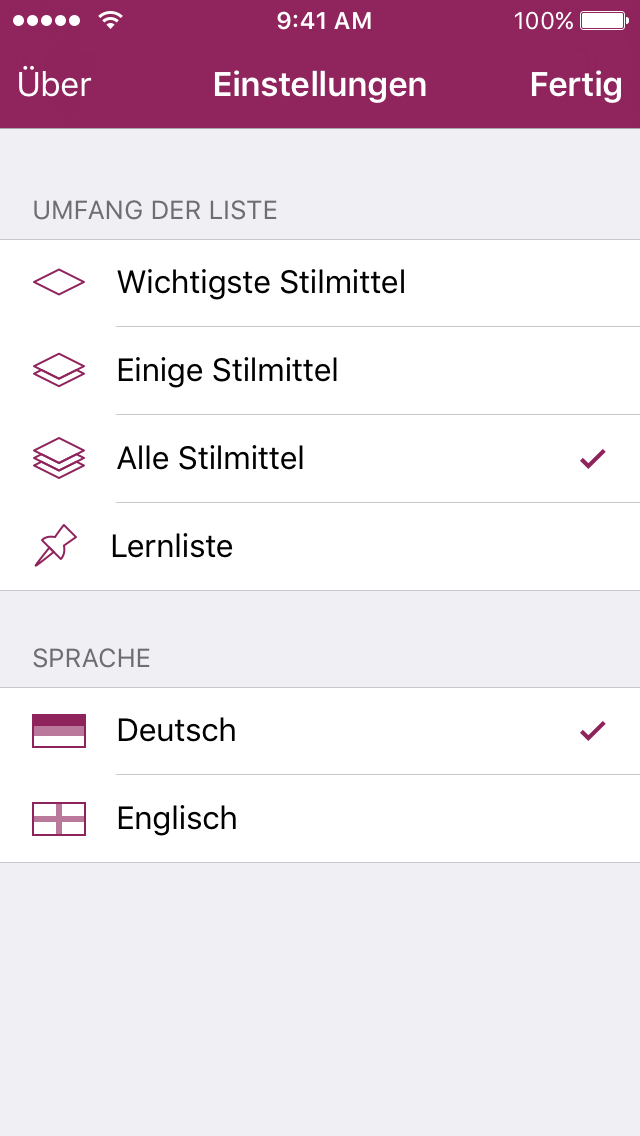 9:41 AM 100%
Über Einstellungen Fertig
UMFANG DER LISTE
Wichtigste Stilmittel
Einige Stilmittel
Alle Stilmittel
Lernliste
SPRACHE
Deutsch
Englisch